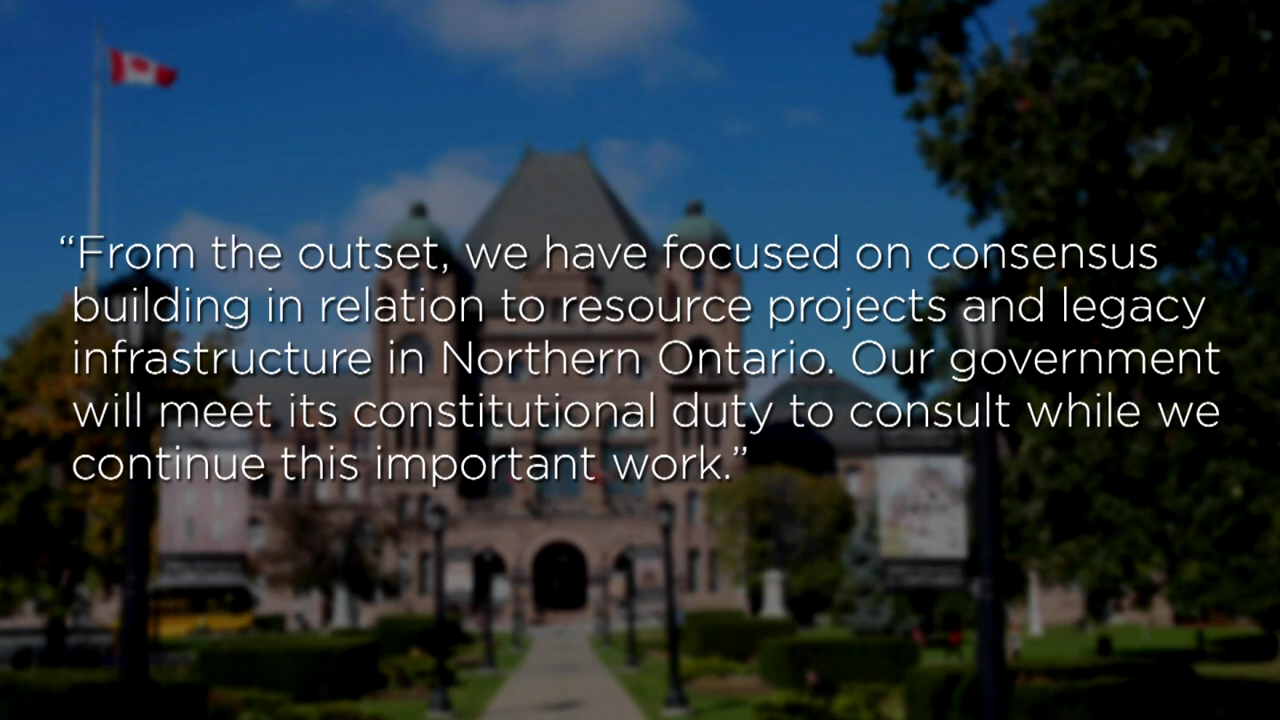 “From the outset, we have focused on consensus
building in relation to resource projects and legacy
infrastructure in Northern Ontario. Our government
will meet its constitutional duty to consult while we
continue this important work.”